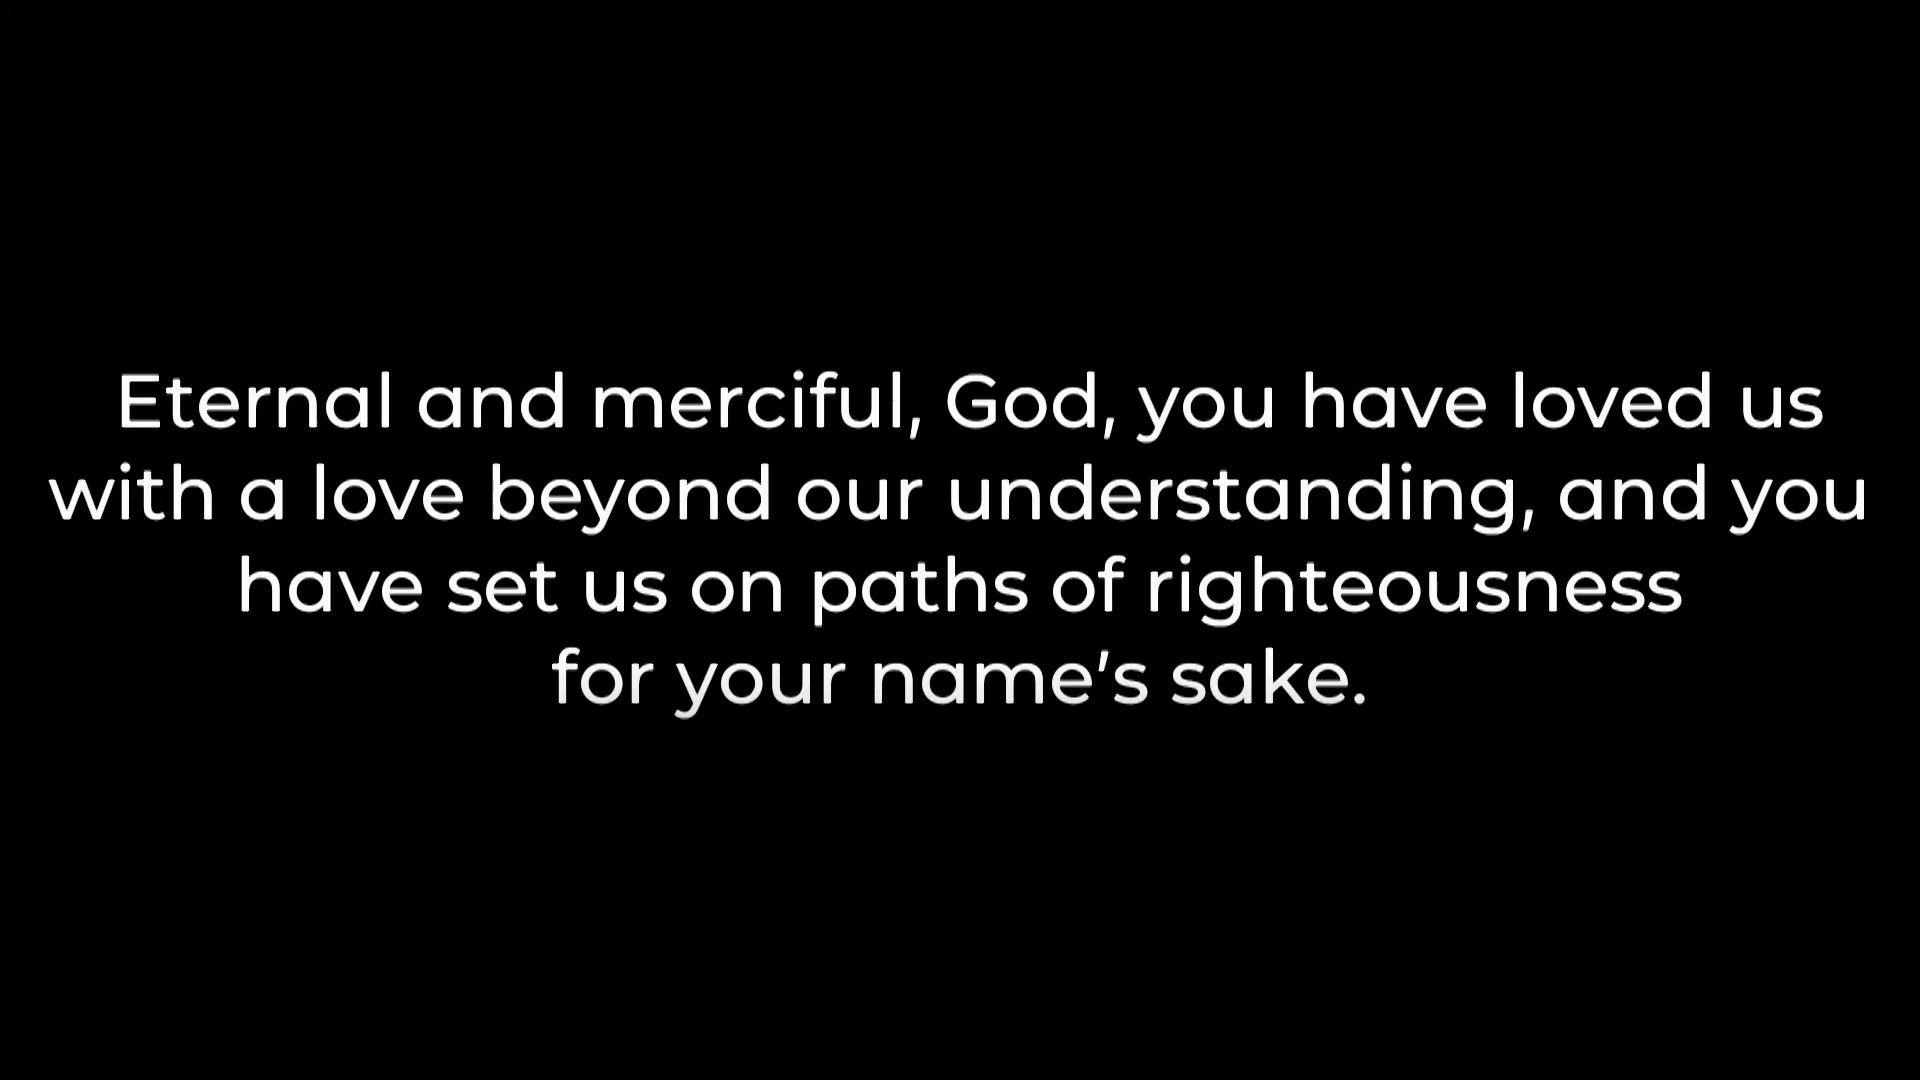 Eternal and merciful, God, you have loved us
with a love beyond our understanding, and you
have set us on paths of righteousness
for your name's sake.